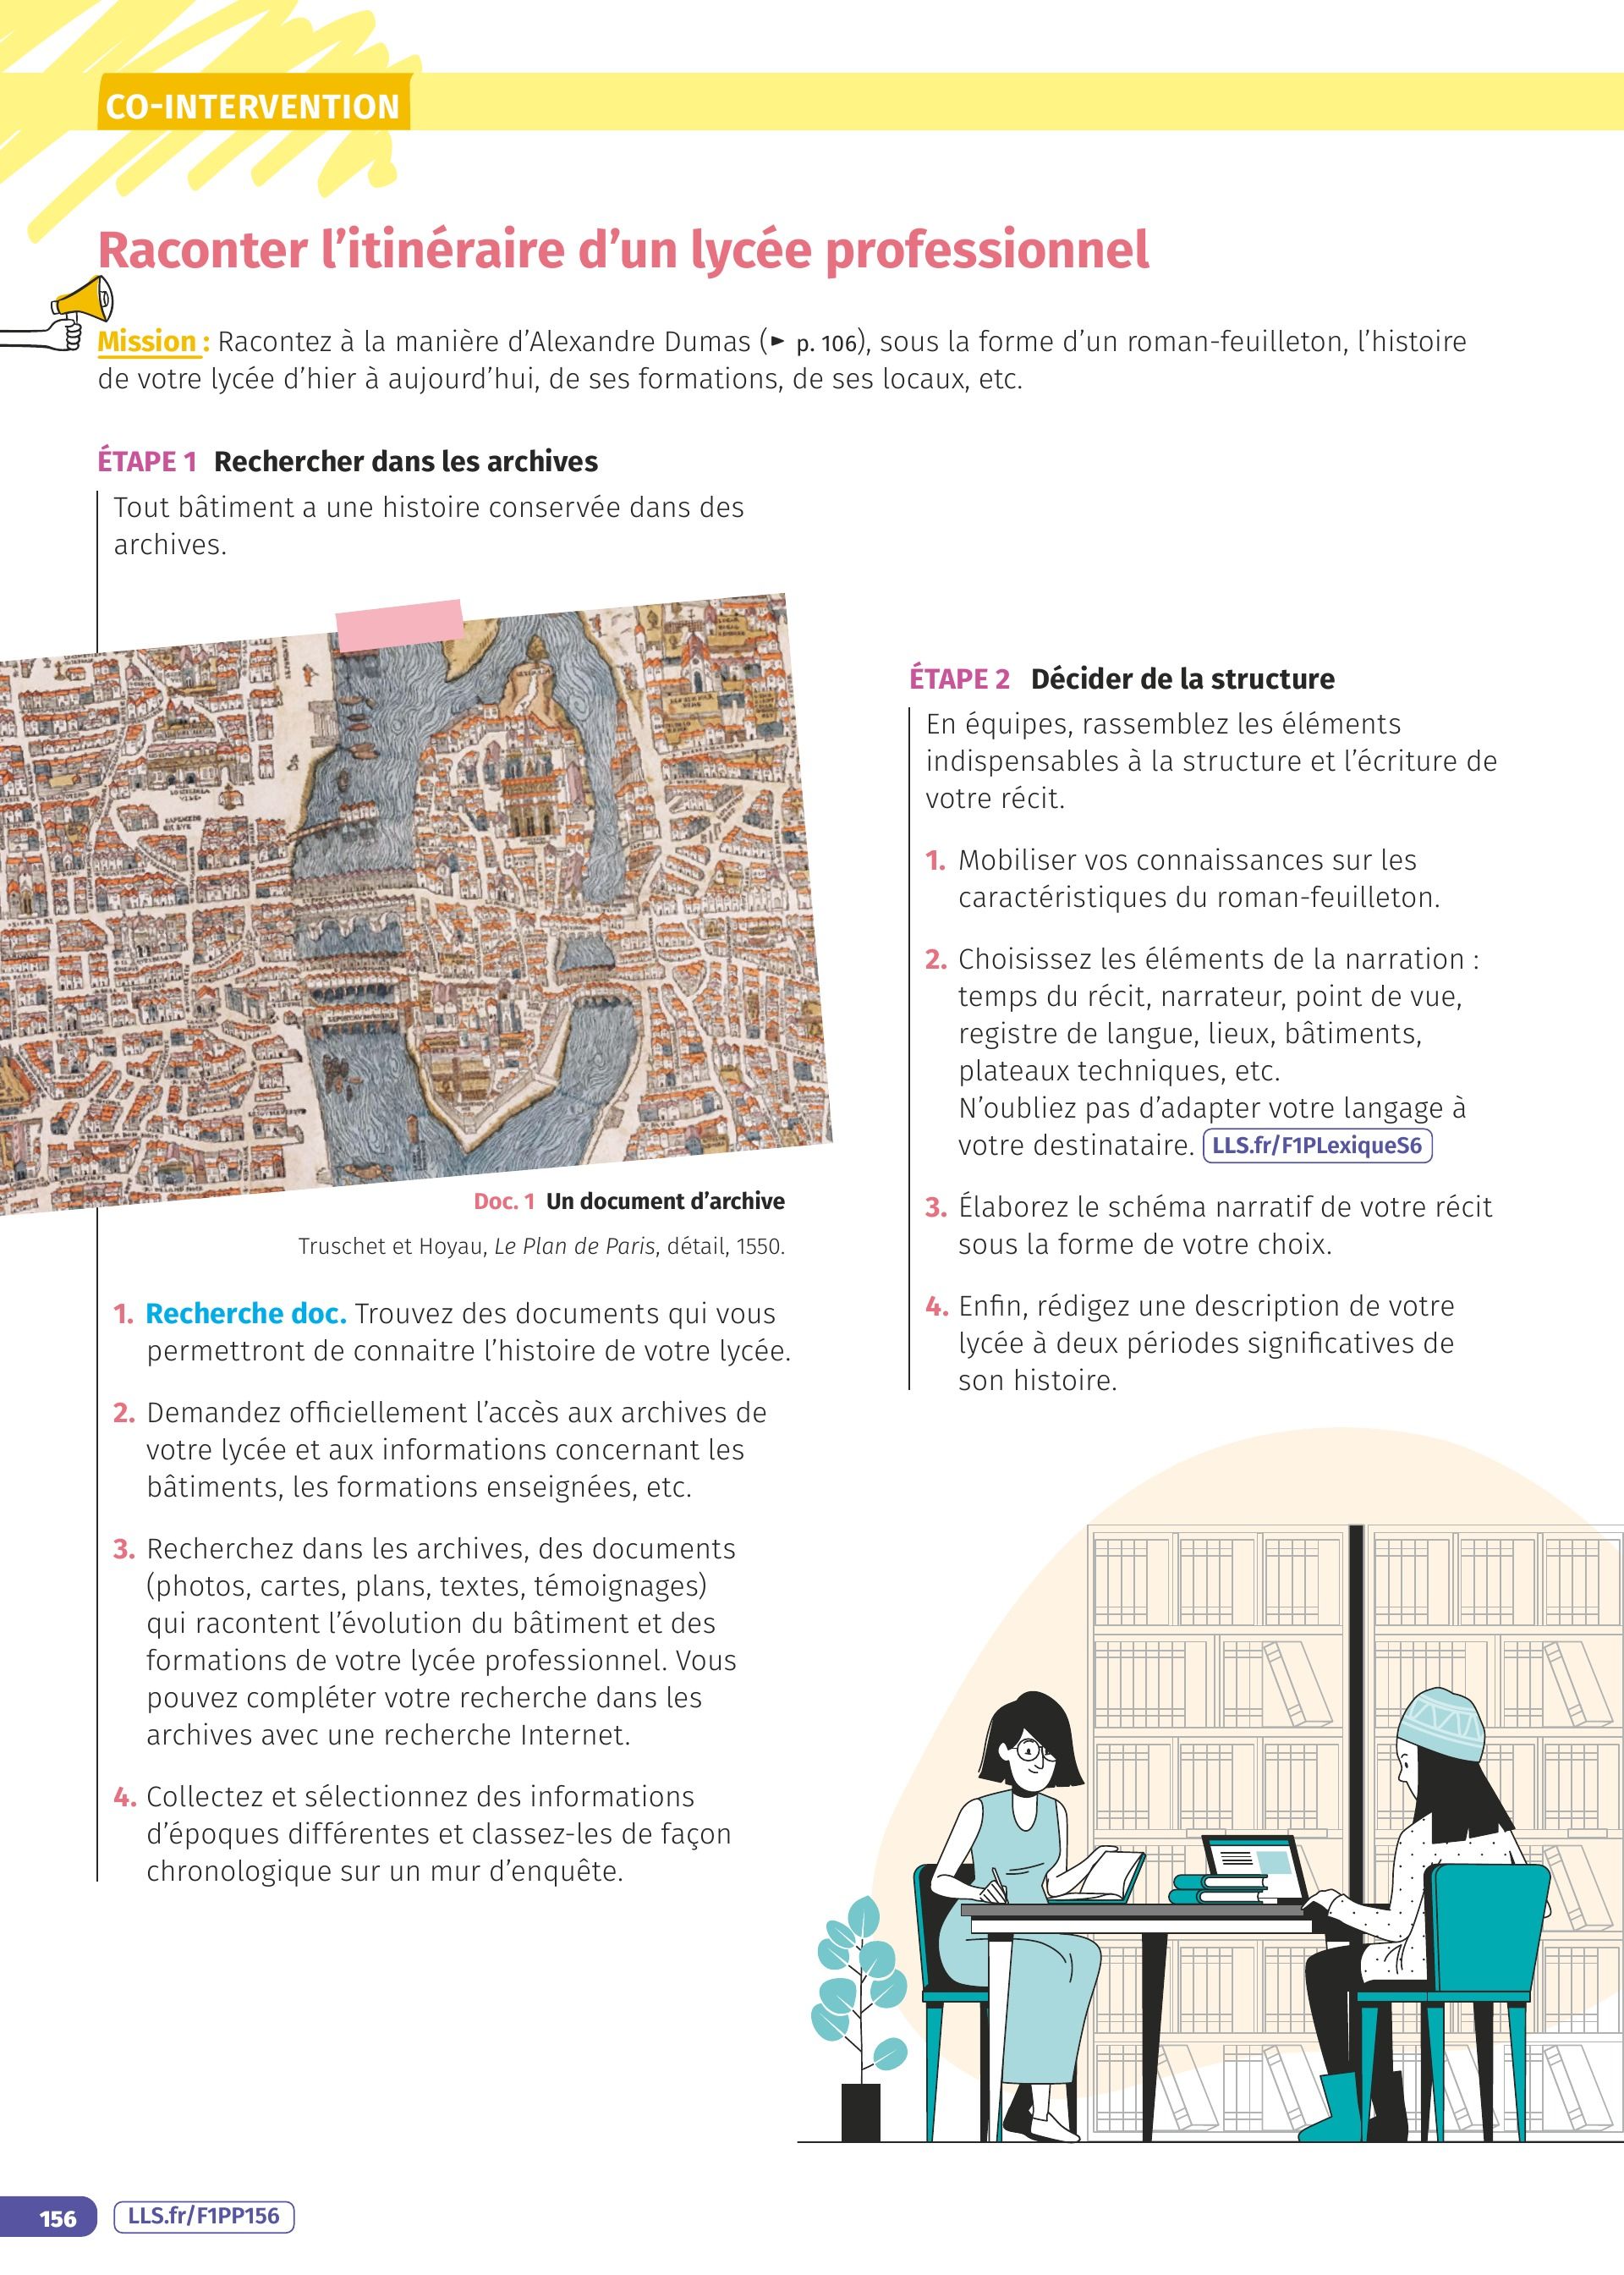 CO-INTERVENTION
Raconter l’itinéraire d’un lycée professionnel
Mission : Racontez à la manière d’Alexandre Dumas (► p. 106), sous la forme d’un roman-feuilleton, l’histoire
de votre lycée d’hier à aujourd’hui, de ses formations, de ses locaux, etc.
ÉTAPE 1 Rechercher dans les archives
Tout bâtiment a une histoire conservée dans des
archives.
Doc. 1 Un document d’archive
Truschet et Hoyau, Le Plan de Paris, détail, 1550.
1. Recherche doc. Trouvez des documents qui vous
permettront de connaitre l’histoire de votre lycée.
2. Demandez officiellement l’accès aux archives de
votre lycée et aux informations concernant les
bâtiments, les formations enseignées, etc.
3. Recherchez dans les archives, des documents
(photos, cartes, plans, textes, témoignages)
qui racontent l’évolution du bâtiment et des
formations de votre lycée professionnel. Vous
pouvez compléter votre recherche dans les
archives avec une recherche Internet.
4. Collectez et sélectionnez des informations
d’époques différentes et classez-les de façon
chronologique sur un mur d’enquête.
ÉTAPE 2 Décider de la structure
En équipes, rassemblez les éléments
indispensables à la structure et l’écriture de
votre récit.
1. Mobiliser vos connaissances sur les
caractéristiques du roman-feuilleton.
2. Choisissez les éléments de la narration :
temps du récit, narrateur, point de vue,
registre de langue, lieux, bâtiments,
plateaux techniques, etc.
N’oubliez pas d’adapter votre langage à
votre destinataire. LLS.fr/F1PLexiqueS6
3. Élaborez le schéma narratif de votre récit
sous la forme de votre choix.
4. Enfin, rédigez une description de votre
lycée à deux périodes significatives de
son histoire.
156
LLS.fr/F1PP156